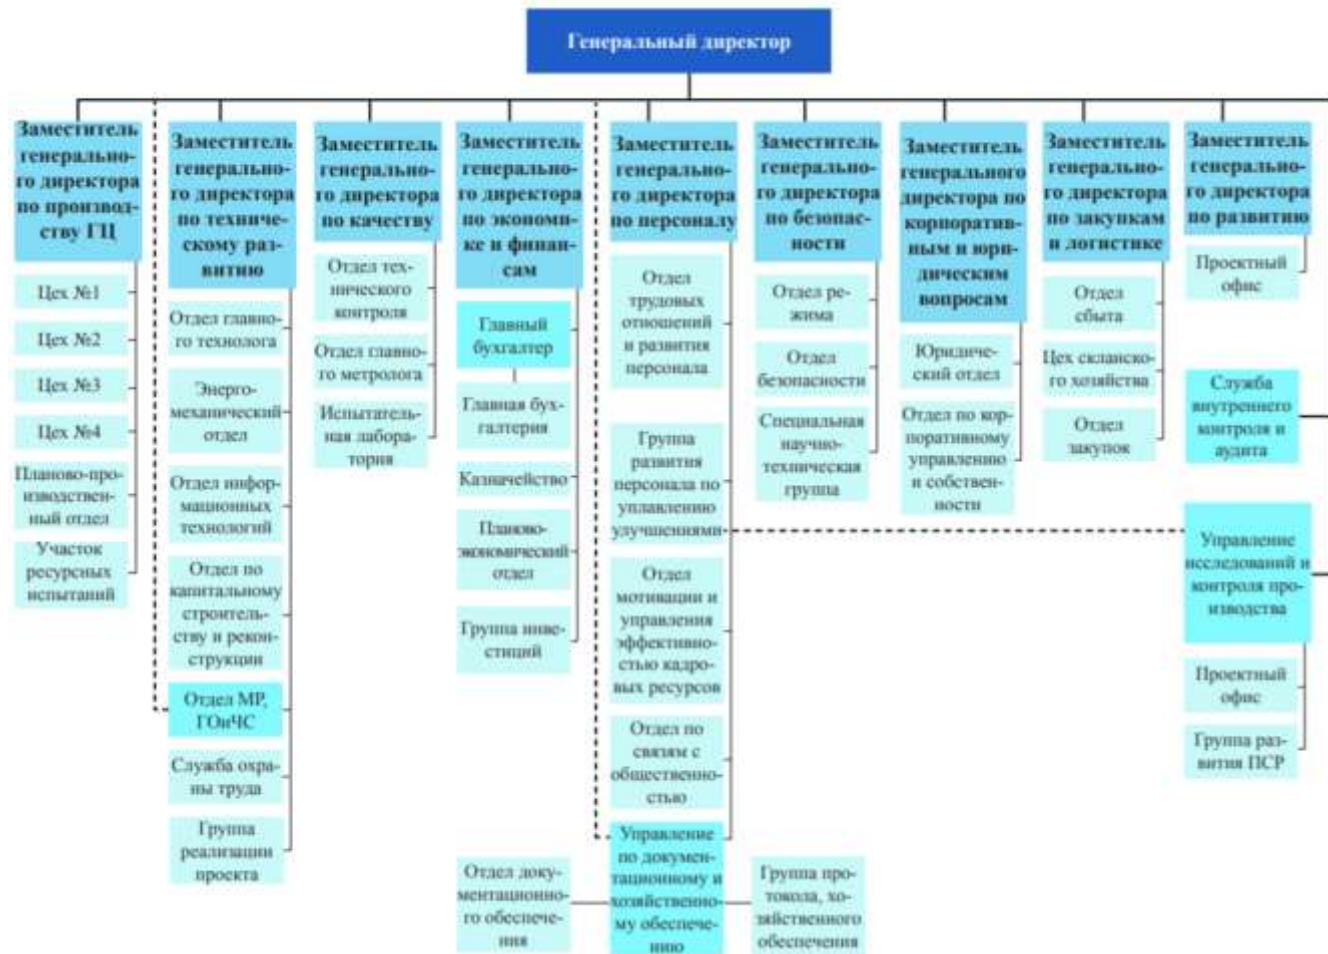 Генеральный директор
Заместитель
генерально-
го директора
по производ-
ству ГЦ
Цех №1
Цех №2
Цех №3
Цех №4
Планово-про-
изводствен-
ный отдел
Участок
ресурсных
испытаний
Заместитель
генерально-
го директора
по техниче-
скому раз-
витию
Отдел главно-
го технолога
Энерго-
механический
отдел
Отдел инфор-
мационных
технологий
Отдел по
капитальному
строитель-
ству и рекон-
струкции
Отдел МР,
ГОиЧС
Служба охра-
ны труда
Группа
реализации
проекта
Заместитель
генерально-
го директора
по качеству
Отдел тех-
нического
контроля
Отдел главно-
го метролога
Испытатель-
ная лабора-
тория
Заместитель
генерально-
го директора
по экономи-
ке и финан-
сам
Главный
бухгалтер
Главная бух-
галтерия
Казначейство
Планово-
экономический
отдел
Группа инве-
стиций
Заместитель
генерально-
го директора
по персоналу
Отдел
трудовых
отношений
и развития
персонала
Группа
развития
персонала по
уплавлению
улучшениями
Отдел
мотивации и
управления
эффективно-
стью кадро-
вых ресурсов
Отдел по
связям с
общественно-
стью
Управление
по докумен-
тационному и
хозяйственно-
му обеспече-
нию
Отдел доку-
ментационно-
го обеспече-
ния
Группа про-
токола, хо-
зяйственного
обеспечения
Заместитель
генерально-
го директора
по безопас-
ности
Отдел ре-
жима
Отдел
безопасности
Специальная
научно-
техническая
группа
Заместитель
генерального
директора по
корпоратив-
ным и юри-
дическим
вопросам
Юридиче-
ский отдел
Отдел по кор-
поративному
управлению
и собствен-
ности
Заместитель
генерально-
го директора
по закупкам
и логистике
Отдел
сбыта
Цех скланско-
го хозяйства
Отдел
закупок
Заместитель
генерально-
го директора
по развитию
Проектный
офис
Служба
внутреннего
контроля и
аудита
Управление
исследований и
контроля про-
изводства
Проектный
офис
Группа раз-
вития ПСР